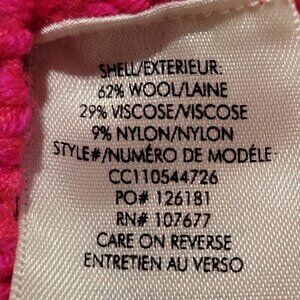 SHELL/EXTERIEUR:
62% WOOL/LAINE
29% VISCOSE/VISCOSE
9% NYLON/NYLON
STYLE#/NUMÉRO DE MODÉLE
CC110544726
PO# 126181
RN# 107677
CARE ON REVERSE
ENTRETIEN AU VERSO